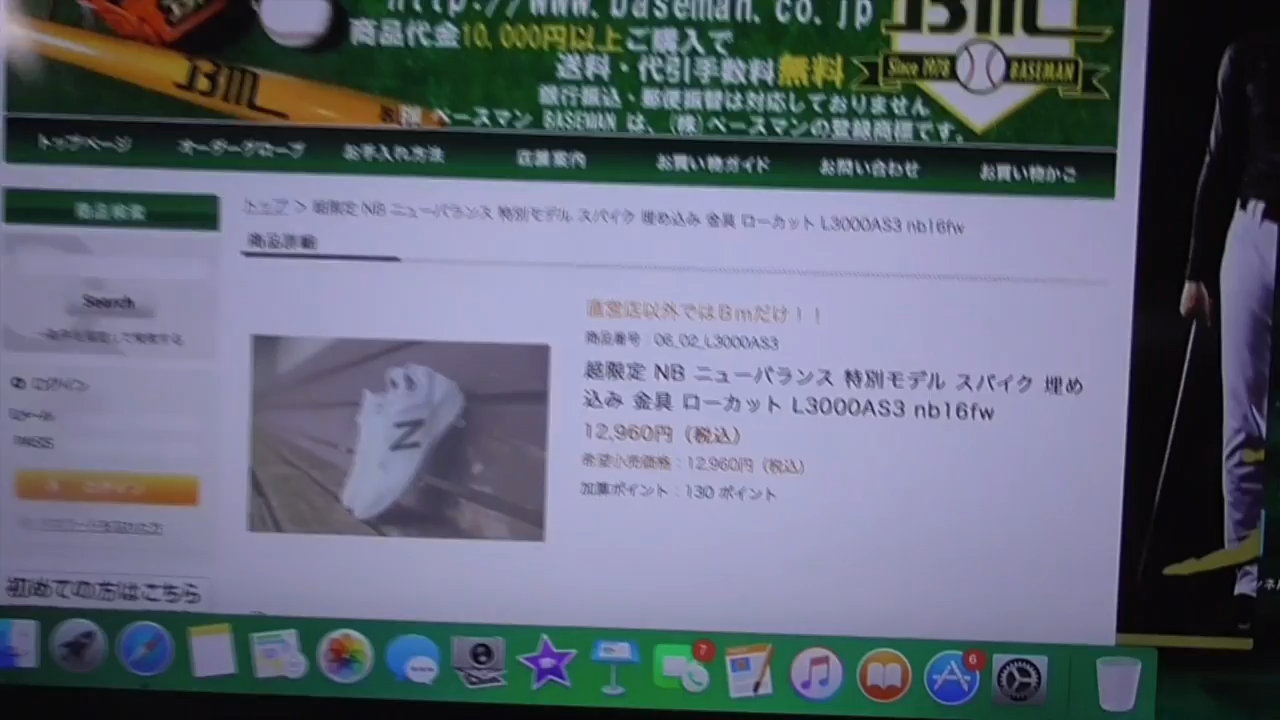 http://www.baseman.co.jp
商品代金10,000円以上ご購入で
送料・代引手数料無料
銀行振込・郵便振替は対応しておりません
ベースマン BASEMAN は、(株)ベースマンの登録商標です。
BM
BM
Since 1978 BASEMAN
トップページ オーダーグローブ お手入れ方法 店舗案内 お買い物ガイド お問い合わせ お買い物かご
商品検索
トップ > 超限定 NB ニューバランス 特別モデル スパイク 埋め込み 金具 ローカット L3000AS3 nb16fw
商品詳細
Search
直営店以外ではBmだけ！！
商品番号 06_02_L3000AS3
超限定 NB ニューバランス 特別モデル スパイク 埋め
込み 金具 ローカット L3000AS3 nb16fw
12,960円（税込）
希望小売価格：12,960円（税込）
加算ポイント：130 ポイント
N
ログイン
初めての方はこちら
7
6